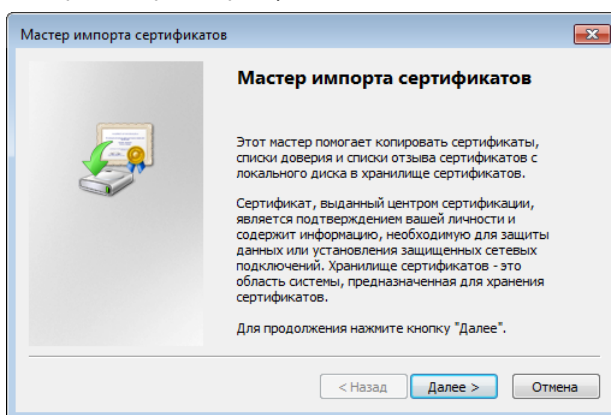 Мастер импорта сертификатов
Мастер импорта сертификатов
Этот мастер помогает копировать сертификаты,
списки доверия и списки отзыва сертификатов с
локального диска в хранилище сертификатов.
Сертификат, выданный центром сертификации,
является подтверждением вашей личности и
содержит информацию, необходимую для защиты
данных или установления защищенных сетевых
подключений. Хранилище сертификатов - это
область системы, предназначенная для хранения
сертификатов.
Для продолжения нажмите кнопку "Далее".
< Назад Далее > Отмена